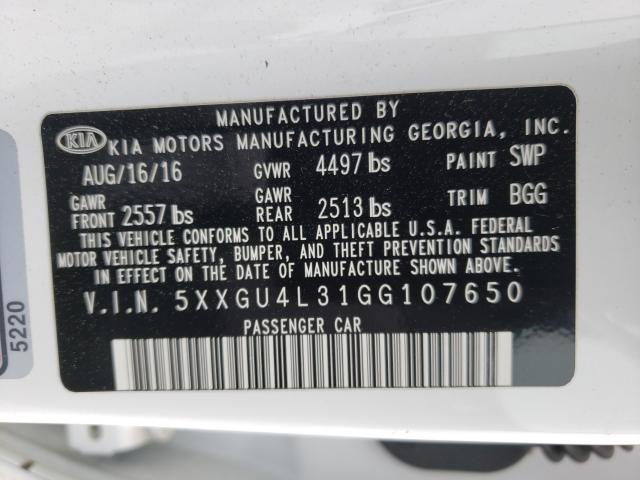 MANUFACTURED BY
KIA KIA MOTORS MANUFACTURING GEORGIA, INC.
AUG/16/16 GVWR 4497 lbs PAINT SWP
GAWR FRONT 2557 lbs GAWR REAR 2513 lbs TRIM BGG
THIS VEHICLE CONFORMS TO ALL APPLICABLE U.S.A. FEDERAL
MOTOR VEHICLE SAFETY, BUMPER, AND THEFT PREVENTION STANDARDS
IN EFFECT ON THE DATE OF MANUFACTURE SHOWN ABOVE.
V.I.N. 5XXGU4L31GG107650
PASSENGER CAR
5220